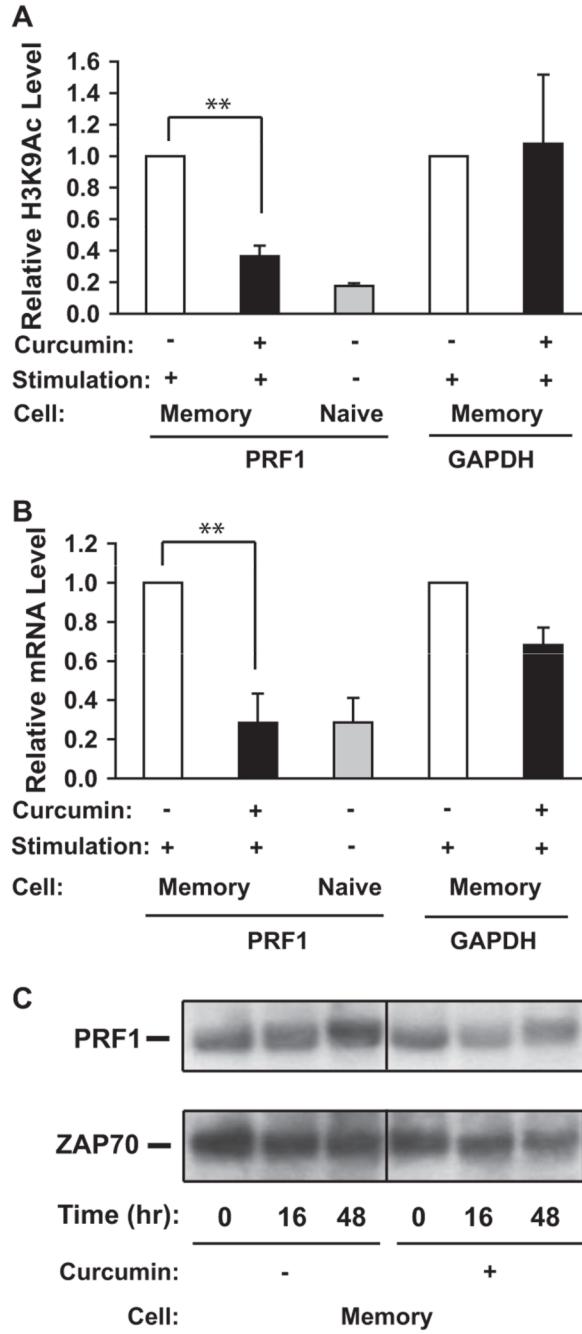 A
Relative H3K9Ac Level
1.6
1.4
1.2
1.0
0.8
0.6
0.4
0.2
0.0
**
Curcumin: - + - - +
Stimulation: + + - + +
Cell: Memory Naive Memory
PRF1 GAPDH
B
Relative mRNA Level
1.2
1.0
0.8
0.6
0.4
0.2
0.0
**
Curcumin: - + - - +
Stimulation: + + - + +
Cell: Memory Naive Memory
PRF1 GAPDH
C
PRF1
ZAP70
Time (hr): 0 16 48 0 16 48
Curcumin: - +
Cell: Memory